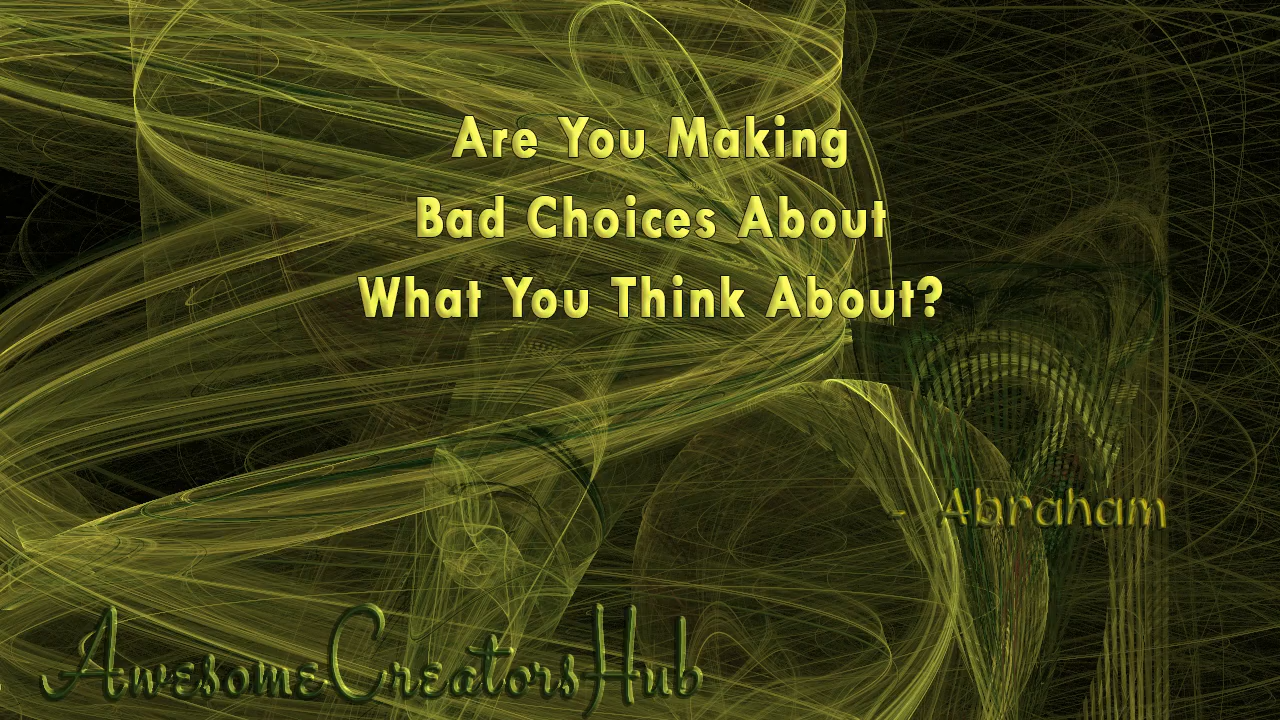 Are You Making
Bad Choices About
What You Think About?
- Abraham
AwesomeCreatorsHub